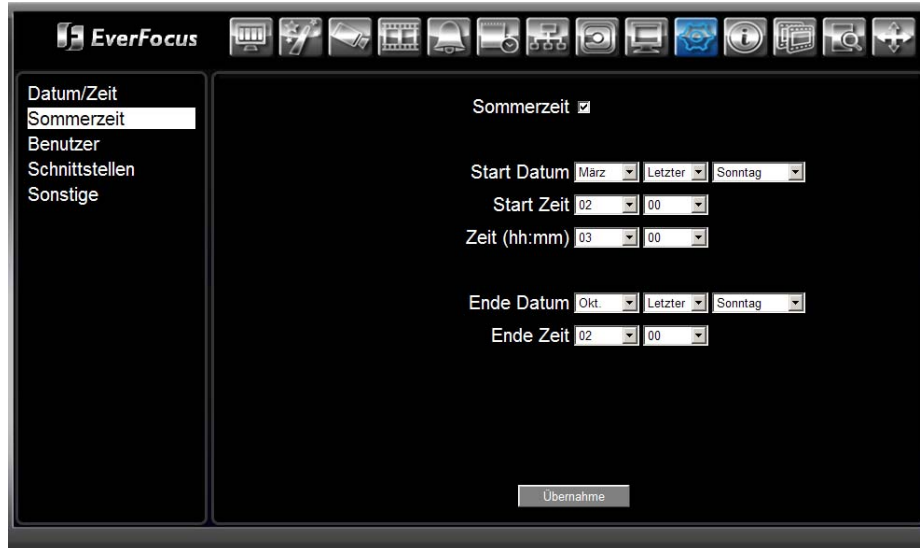 EverFocus
Datum/Zeit
Sommerzeit
Benutzer
Schnittstellen
Sonstige
Sommerzeit
Start Datum März Letzter Sonntag
Start Zeit 02 00
Zeit (hh:mm) 03 00
Ende Datum Okt. Letzter Sonntag
Ende Zeit 02 00
Übernahme